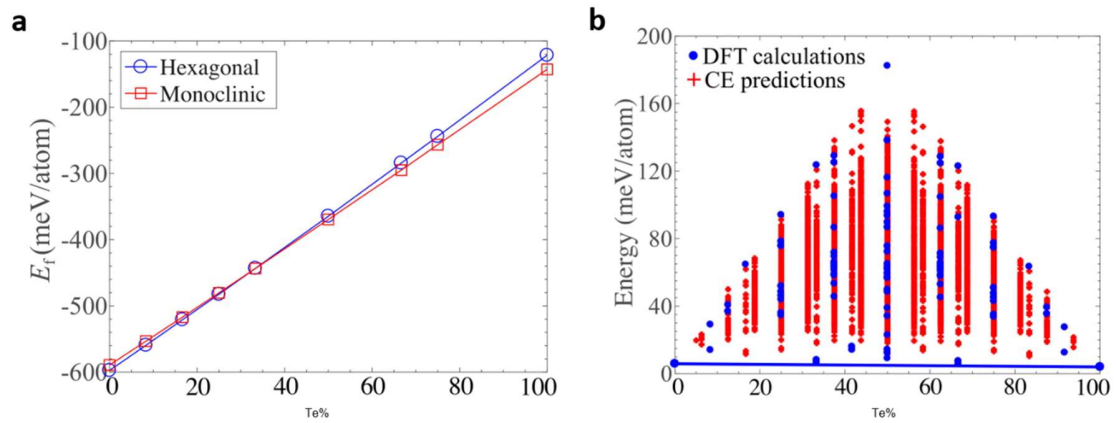 a
-100
-200
-300
-400
-500
-600
E_f (meV/atom)
Hexagonal
Monoclinic
0 20 40 60 80 100
Te%
b
200
160
120
80
40
0
Energy (meV/atom)
DFT calculations
CE predictions
0 20 40 60 80 100
Te%